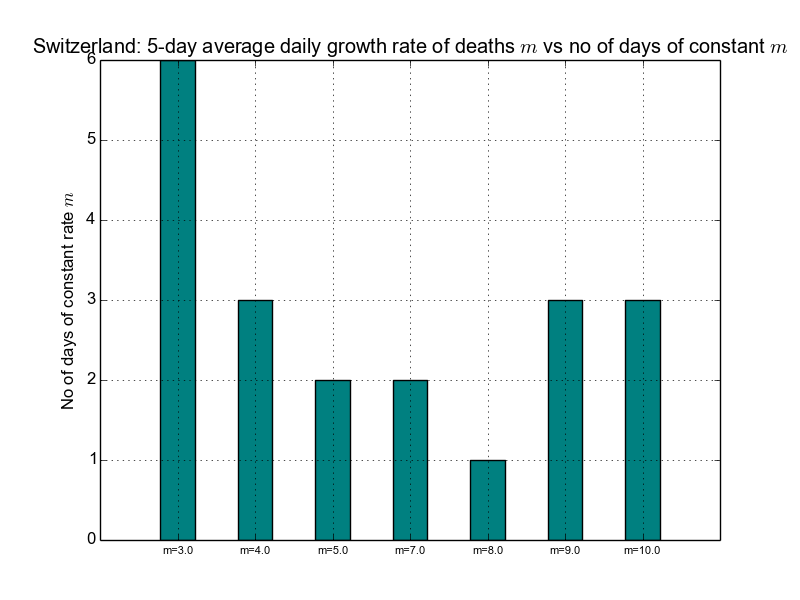 Switzerland: 5-day average daily growth rate of deaths m vs no of days of constant m
No of days of constant rate m
6
5
4
3
2
1
0
m=3.0 m=4.0 m=5.0 m=7.0 m=8.0 m=9.0 m=10.0